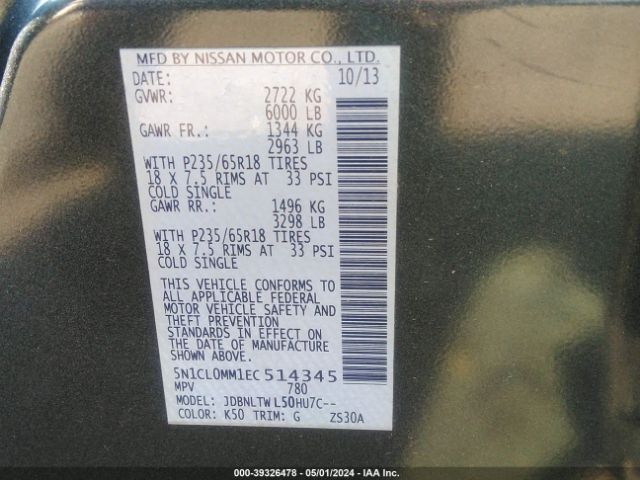 MFD BY NISSAN MOTOR CO., LTD.
DATE: 10/13
GVWR: 2722 KG
6000 LB
GAWR FR.: 1344 KG
2963 LB
WITH P235/65R18 TIRES
18 X 7.5 RIMS AT 33 PSI
COLD SINGLE
GAWR RR.: 1496 KG
3298 LB
WITH P235/65R18 TIRES
18 X 7.5 RIMS AT 33 PSI
COLD SINGLE
THIS VEHICLE CONFORMS TO
ALL APPLICABLE FEDERAL
MOTOR VEHICLE SAFETY AND
THEFT PREVENTION
STANDARDS IN EFFECT ON
THE DATE OF MANUFACTURE
SHOWN ABOVE.
5N1CL0MM1EC514345
MPV 780
MODEL: JDBNLTWL50HU7C--
COLOR: K50 TRIM: G ZS30A
000-39326478 - 05/01/2024 - IAA Inc.